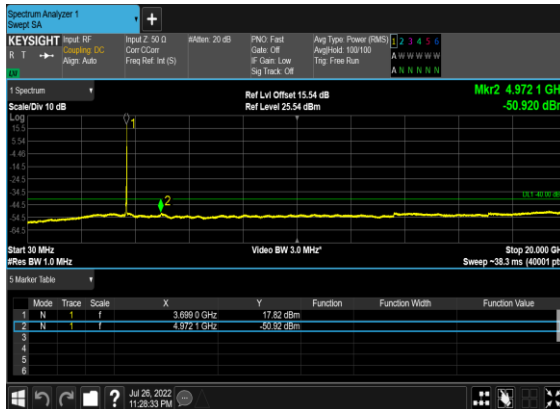 Spectrum Analyzer 1
Swept SA
KEYSIGHT Input: RF Input Z: 50 Ω #Atten: 20 dB PNO: Fast Avg Type: Power (RMS) 1 2 3 4 5 6
R T Coupling: DC Corr CCorr Gate: Off Avg|Hold: 100/100 A W W W W W
Align: Auto Freq Ref: Int (S) IF Gain: Low Trig: Free Run
Sig Track: Off A N N N N N
1 Spectrum Ref Lvl Offset 15.54 dB Mkr2 4.972 1 GHz
Scale/Div 10 dB Ref Level 25.54 dBm -50.920 dBm
Log
15.5
5.54
-4.46
-14.5
-24.5
-34.5
-44.5
-54.5
-64.5
1
2
Start 30 MHz Video BW 3.0 MHz* Stop 20.000 GHz
#Res BW 1.0 MHz Sweep ~38.3 ms (40001 pts)
5 Marker Table
Mode Trace Scale X Y Function Function Width Function Value
1 N 1 f 3.699 0 GHz 17.82 dBm
2 N 1 f 4.972 1 GHz -50.92 dBm
3
4
5
6
Jul 26, 2022
11:28:33 PM